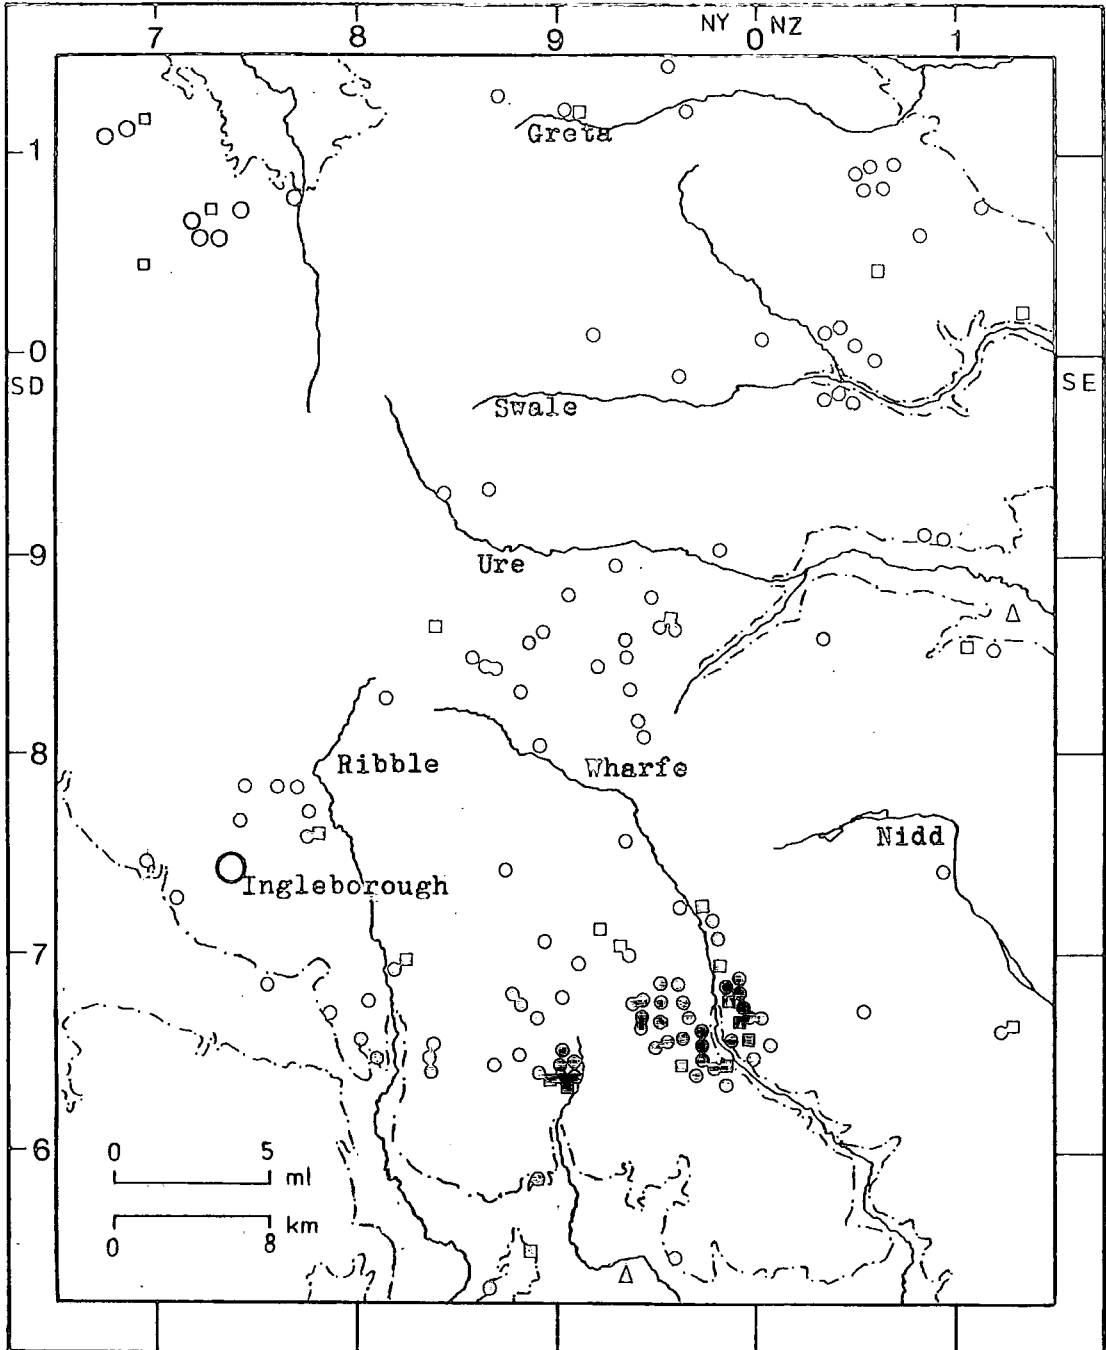 NY NZ
7 8 9 0 1
Greta
1
0
SD
SE
Swale
9
Ure
8
Ribble
Wharfe
Nidd
Ingleborough
7
6
0 5
ml
km
0 8